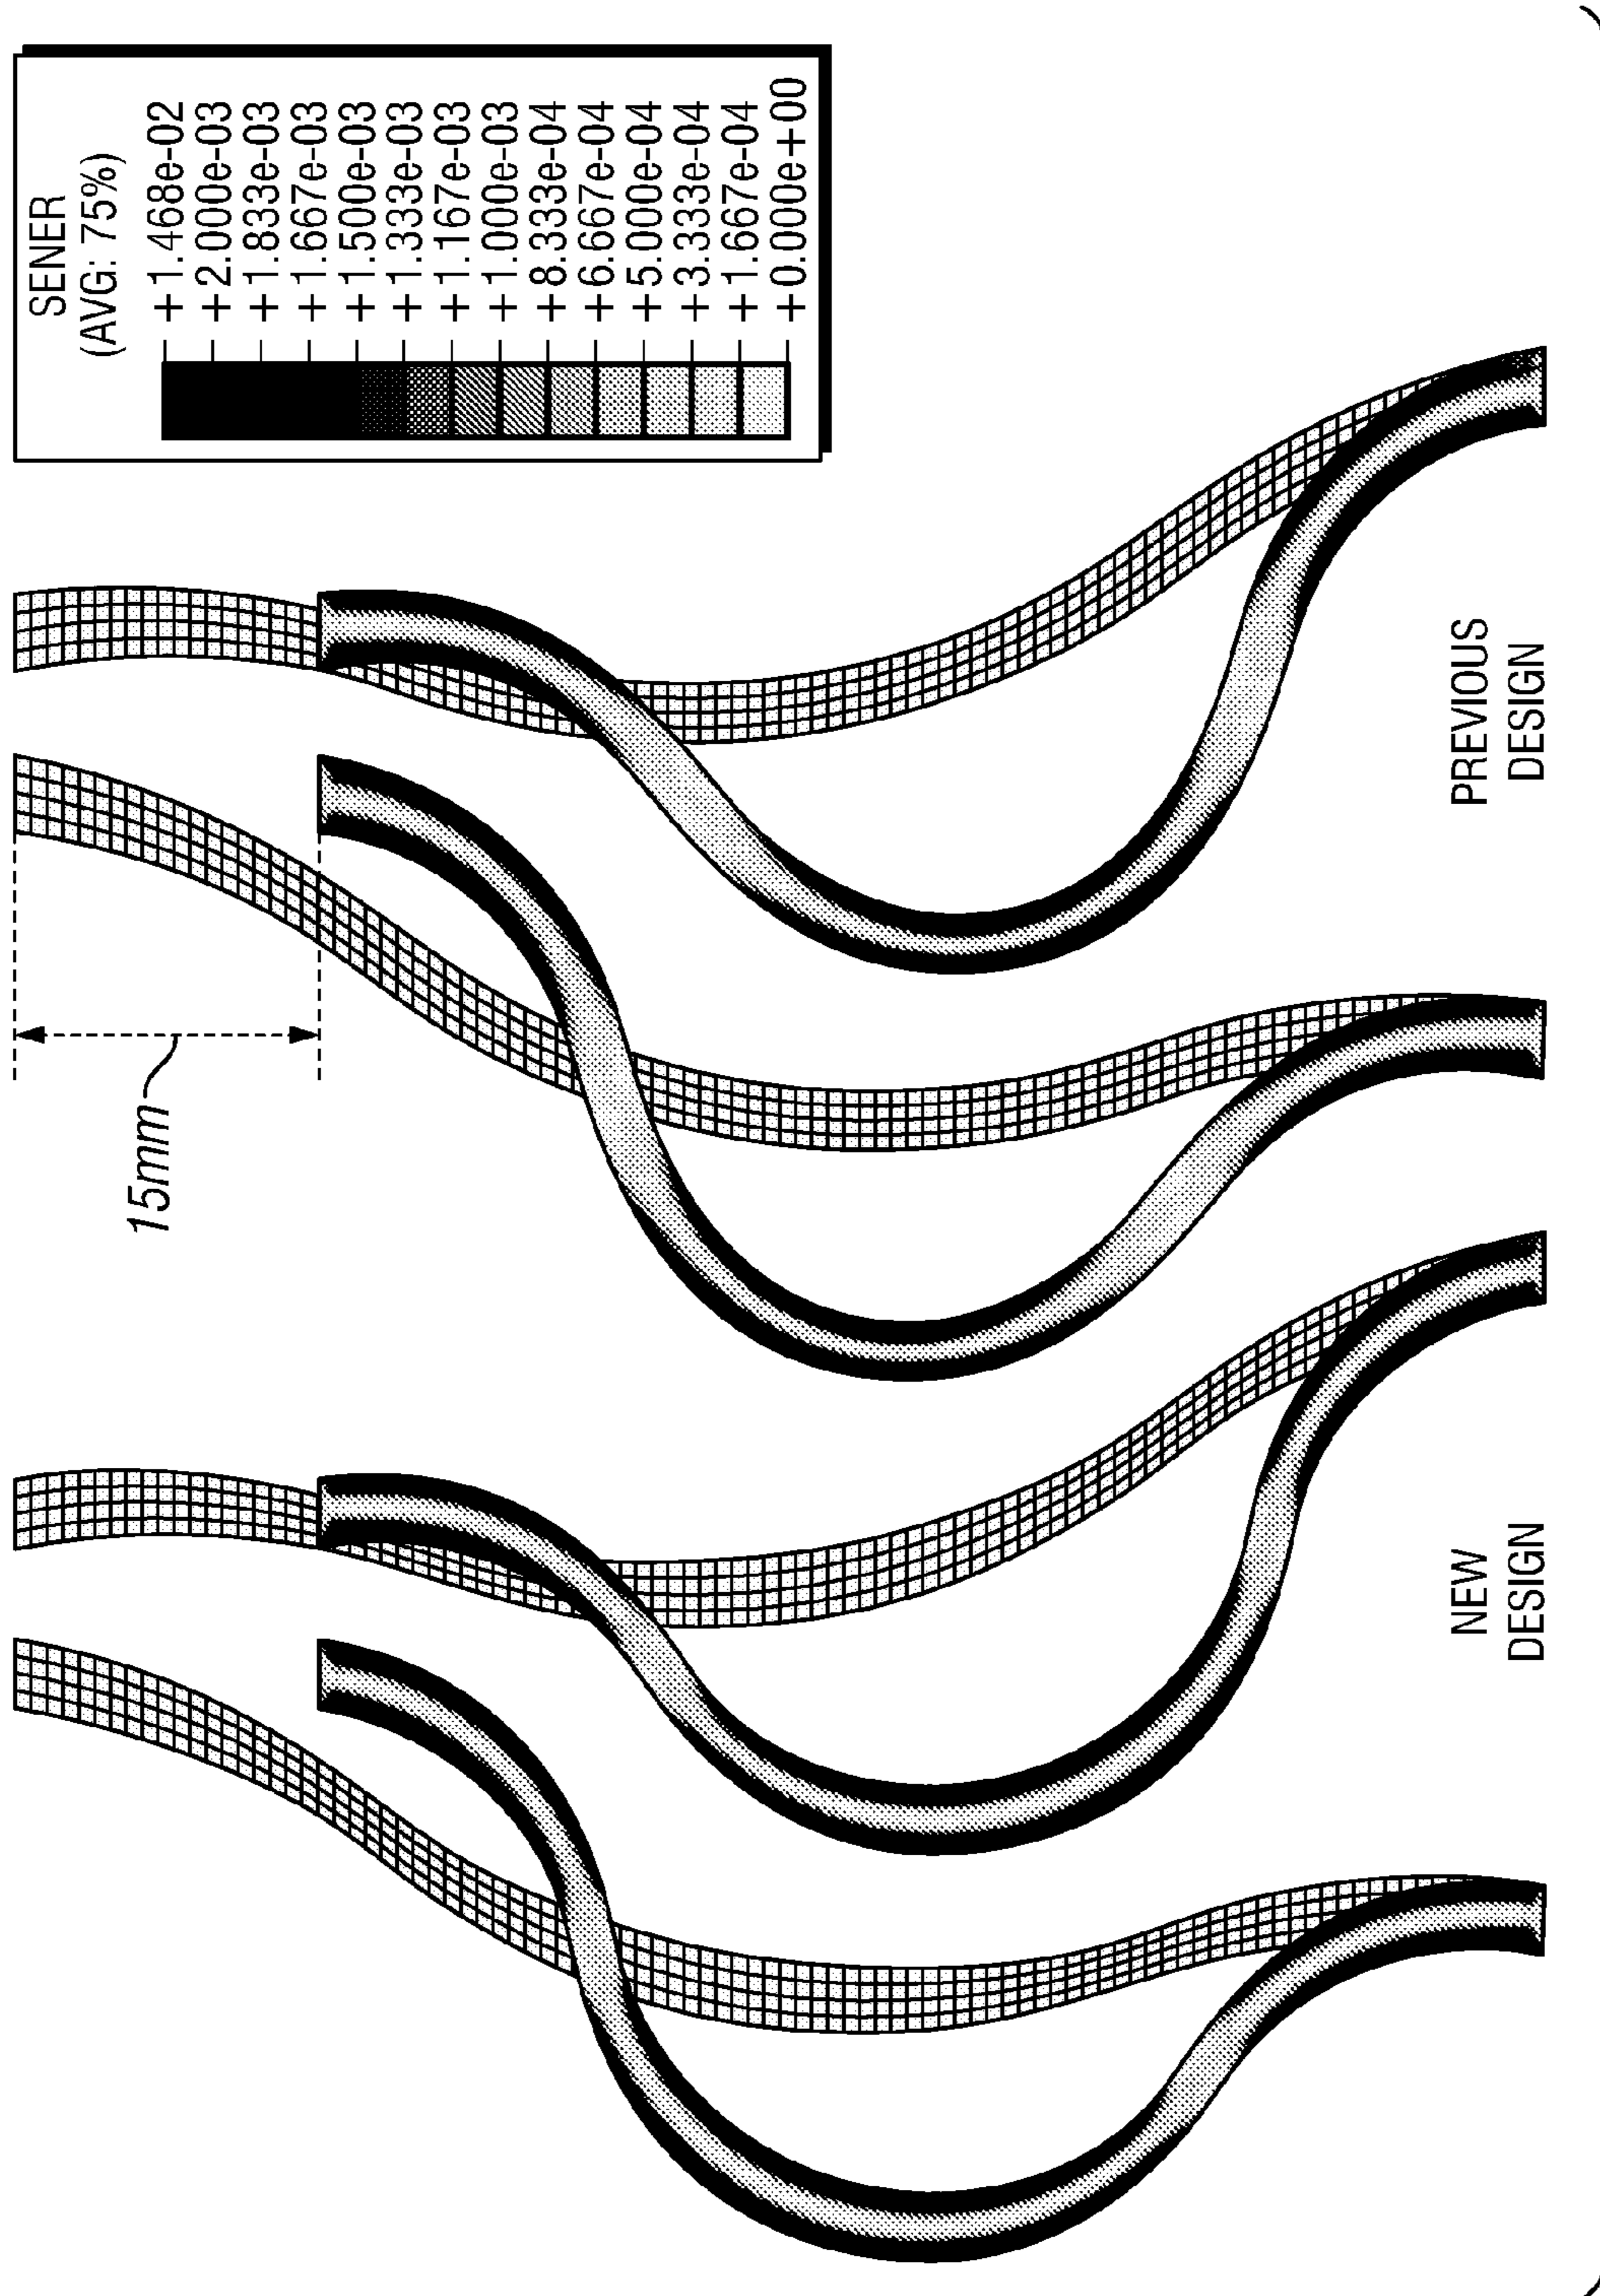 SENER
(AVG: 75%)
+1.468e-02
+2.000e-03
+1.833e-03
+1.667e-03
+1.500e-03
+1.333e-03
+1.167e-03
+1.000e-03
+8.333e-04
+6.667e-04
+5.000e-04
+3.333e-04
+1.667e-04
+0.000e+00
15mm
NEW
DESIGN
PREVIOUS
DESIGN